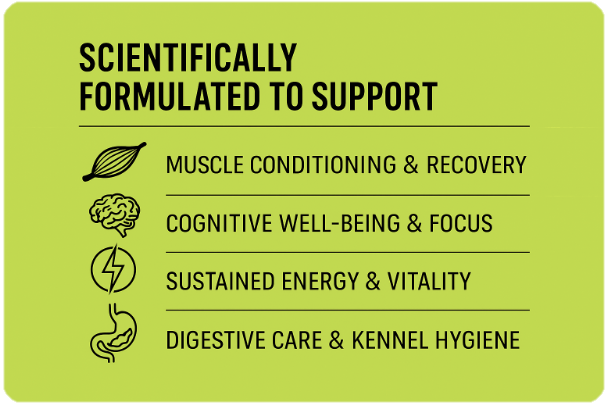 SCIENTIFICALLY
FORMULATED TO SUPPORT
MUSCLE CONDITIONING & RECOVERY
COGNITIVE WELL-BEING & FOCUS
SUSTAINED ENERGY & VITALITY
DIGESTIVE CARE & KENNEL HYGIENE